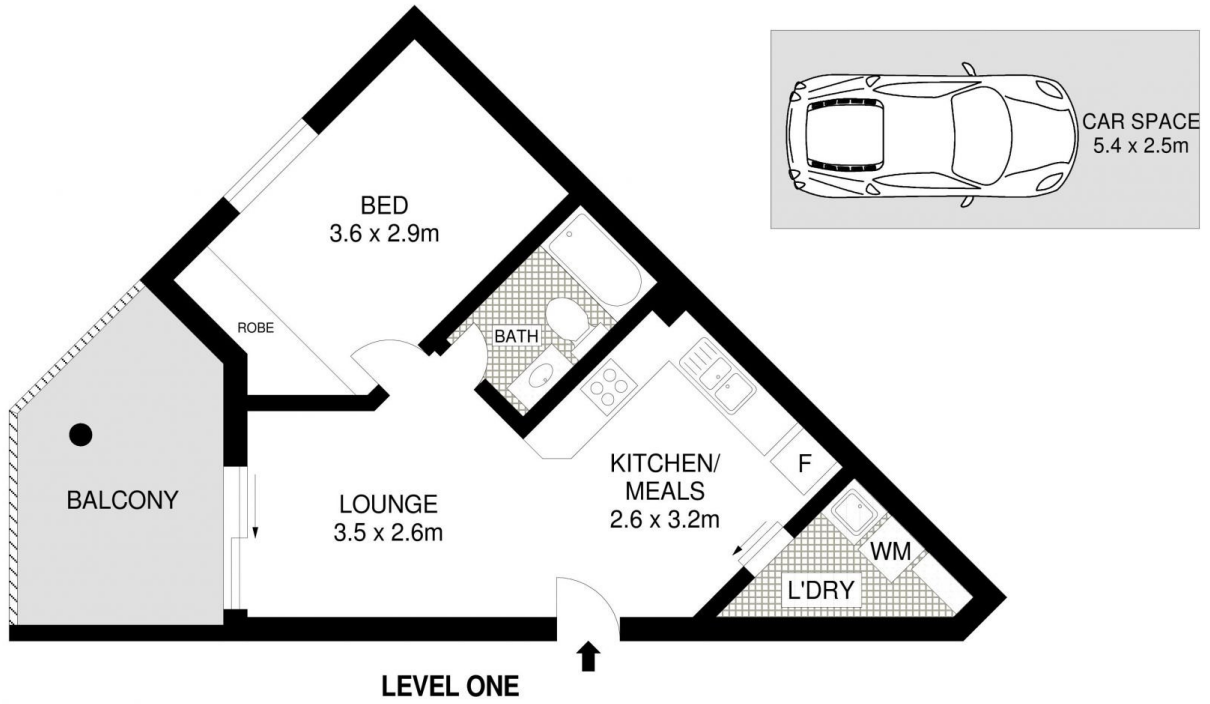 CAR SPACE
5.4 x 2.5m
BED
3.6 x 2.9m
ROBE
BATH
BALCONY
LOUNGE
3.5 x 2.6m
KITCHEN/
MEALS
2.6 x 3.2m
F
WM
L'DRY
LEVEL ONE